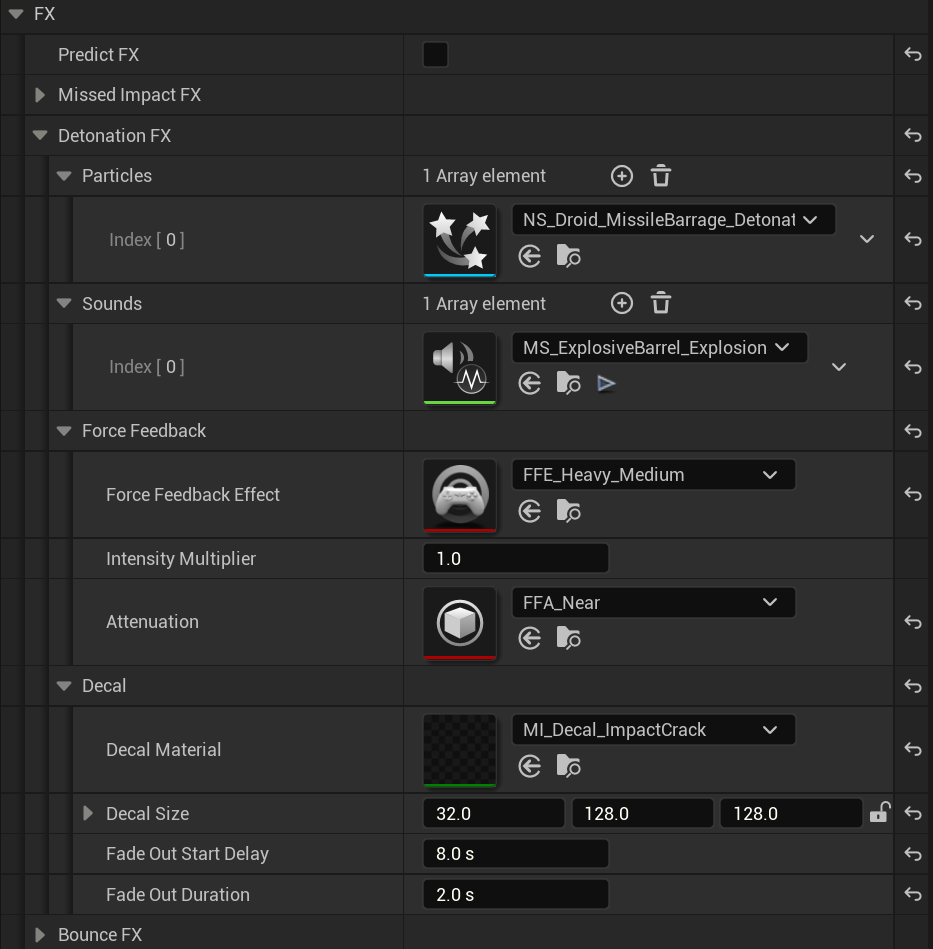 FX
Predict FX
Missed Impact FX
Detonation FX
Particles 1 Array element
Index [ 0 ] NS_Droid_MissileBarrage_Detonat
Sounds 1 Array element
Index [ 0 ] MS_ExplosiveBarrel_Explosion
Force Feedback
Force Feedback Effect FFE_Heavy_Medium
Intensity Multiplier 1.0
Attenuation FFA_Near
Decal
Decal Material MI_Decal_ImpactCrack
Decal Size 32.0 128.0 128.0
Fade Out Start Delay 8.0 s
Fade Out Duration 2.0 s
Bounce FX